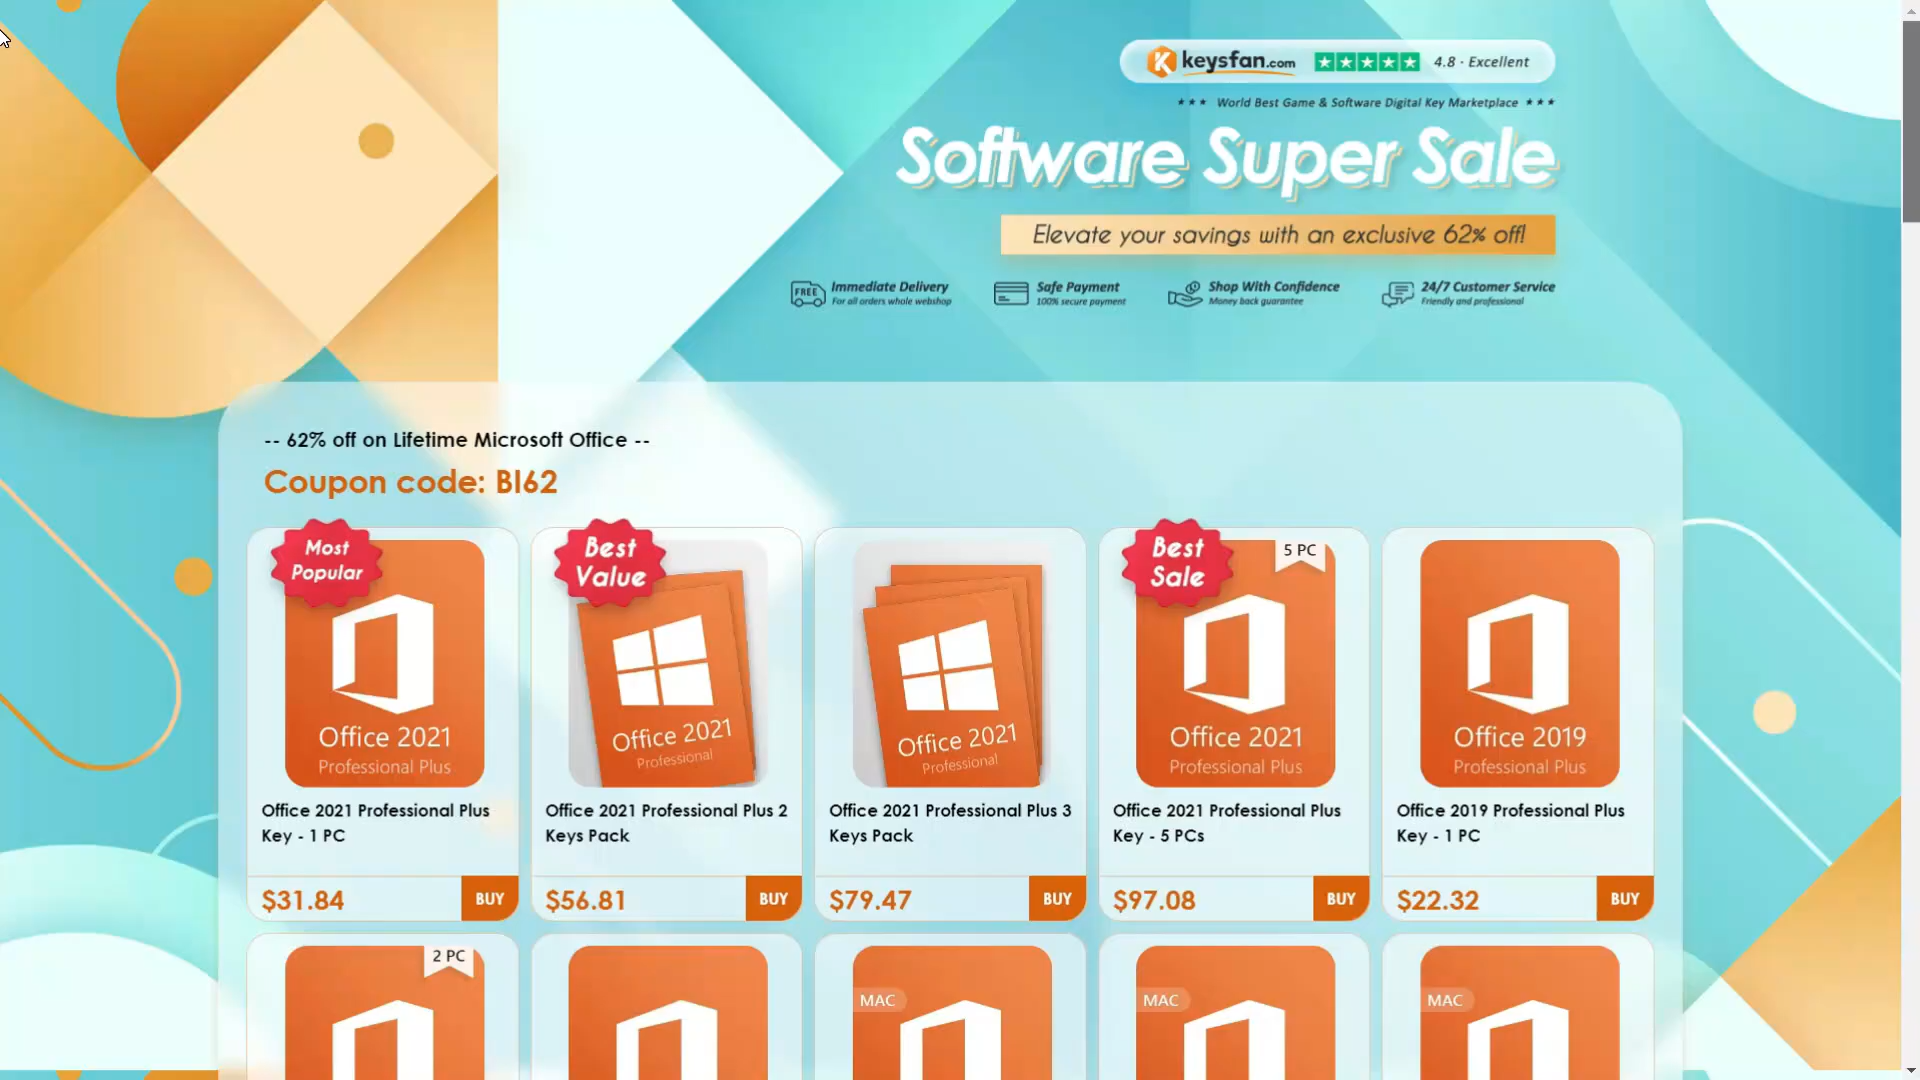 keysfan.com 4.8 · Excellent
★★★ World Best Game & Software Digital Key Marketplace ★★★
Software Super Sale
Elevate your savings with an exclusive 62% off!
FREE
Immediate Delivery
For all orders whole webshop
Safe Payment
100% secure payment
Shop With Confidence
Money back guarantee
24/7 Customer Service
Friendly and professional
-- 62% off on Lifetime Microsoft Office --
Coupon code: BI62
Most
Popular
Office 2021
Professional Plus
Office 2021 Professional Plus
Key - 1 PC
$31.84 BUY
Best
Value
Office 2021
Professional
Office 2021 Professional Plus 2
Keys Pack
$56.81 BUY
Office 2021
Professional
Office 2021 Professional Plus 3
Keys Pack
$79.47 BUY
Best
Sale
5 PC
Office 2021
Professional Plus
Office 2021 Professional Plus
Key - 5 PCs
$97.08 BUY
Office 2019
Professional Plus
Office 2019 Professional Plus
Key - 1 PC
$22.32 BUY
2 PC
MAC
MAC
MAC